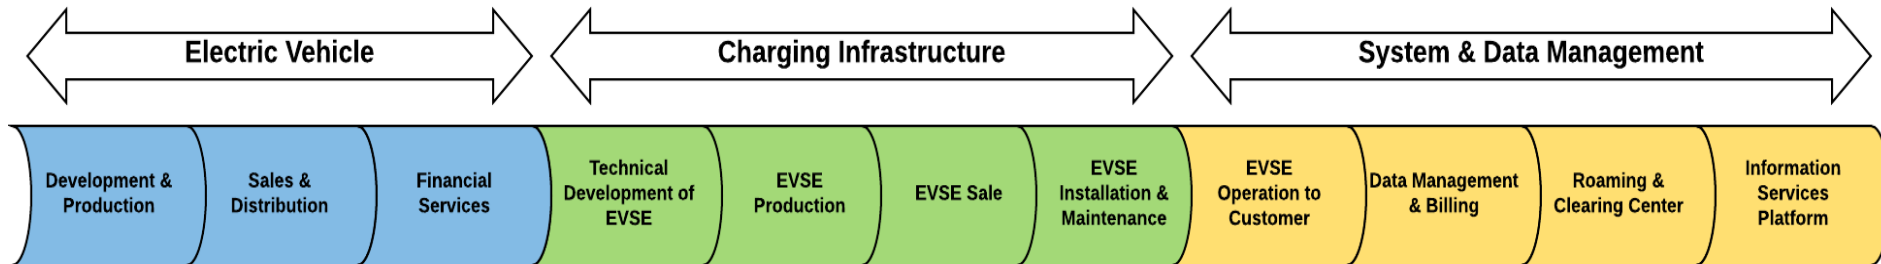 Electric Vehicle
Charging Infrastructure
System & Data Management
Development &
Production
Sales &
Distribution
Financial
Services
Technical
Development of
EVSE
EVSE
Production
EVSE Sale
EVSE
Installation &
Maintenance
EVSE
Operation to
Customer
Data Management
& Billing
Roaming &
Clearing Center
Information
Services
Platform